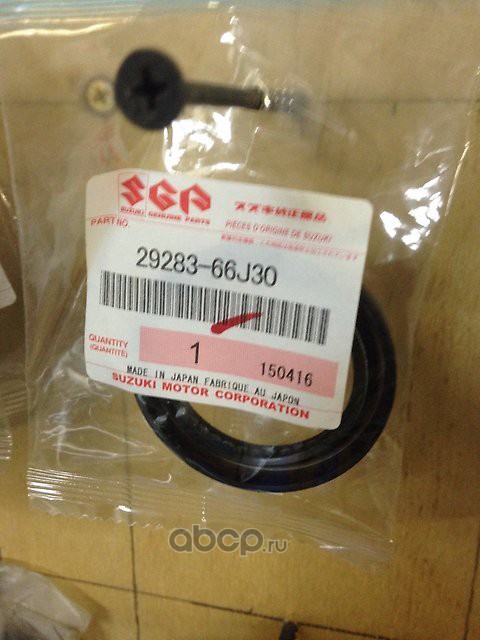 SGP
スズキ純正部品
SUZUKI GENUINE PARTS
PIÈCES D'ORIGINE DE SUZUKI
PART NO.
29283-66J30
QUANTITY
(QUANTITÉ)
1
150416
MADE IN JAPAN FABRIQUE AU JAPON
SUZUKI MOTOR CORPORATION
abcp.ru